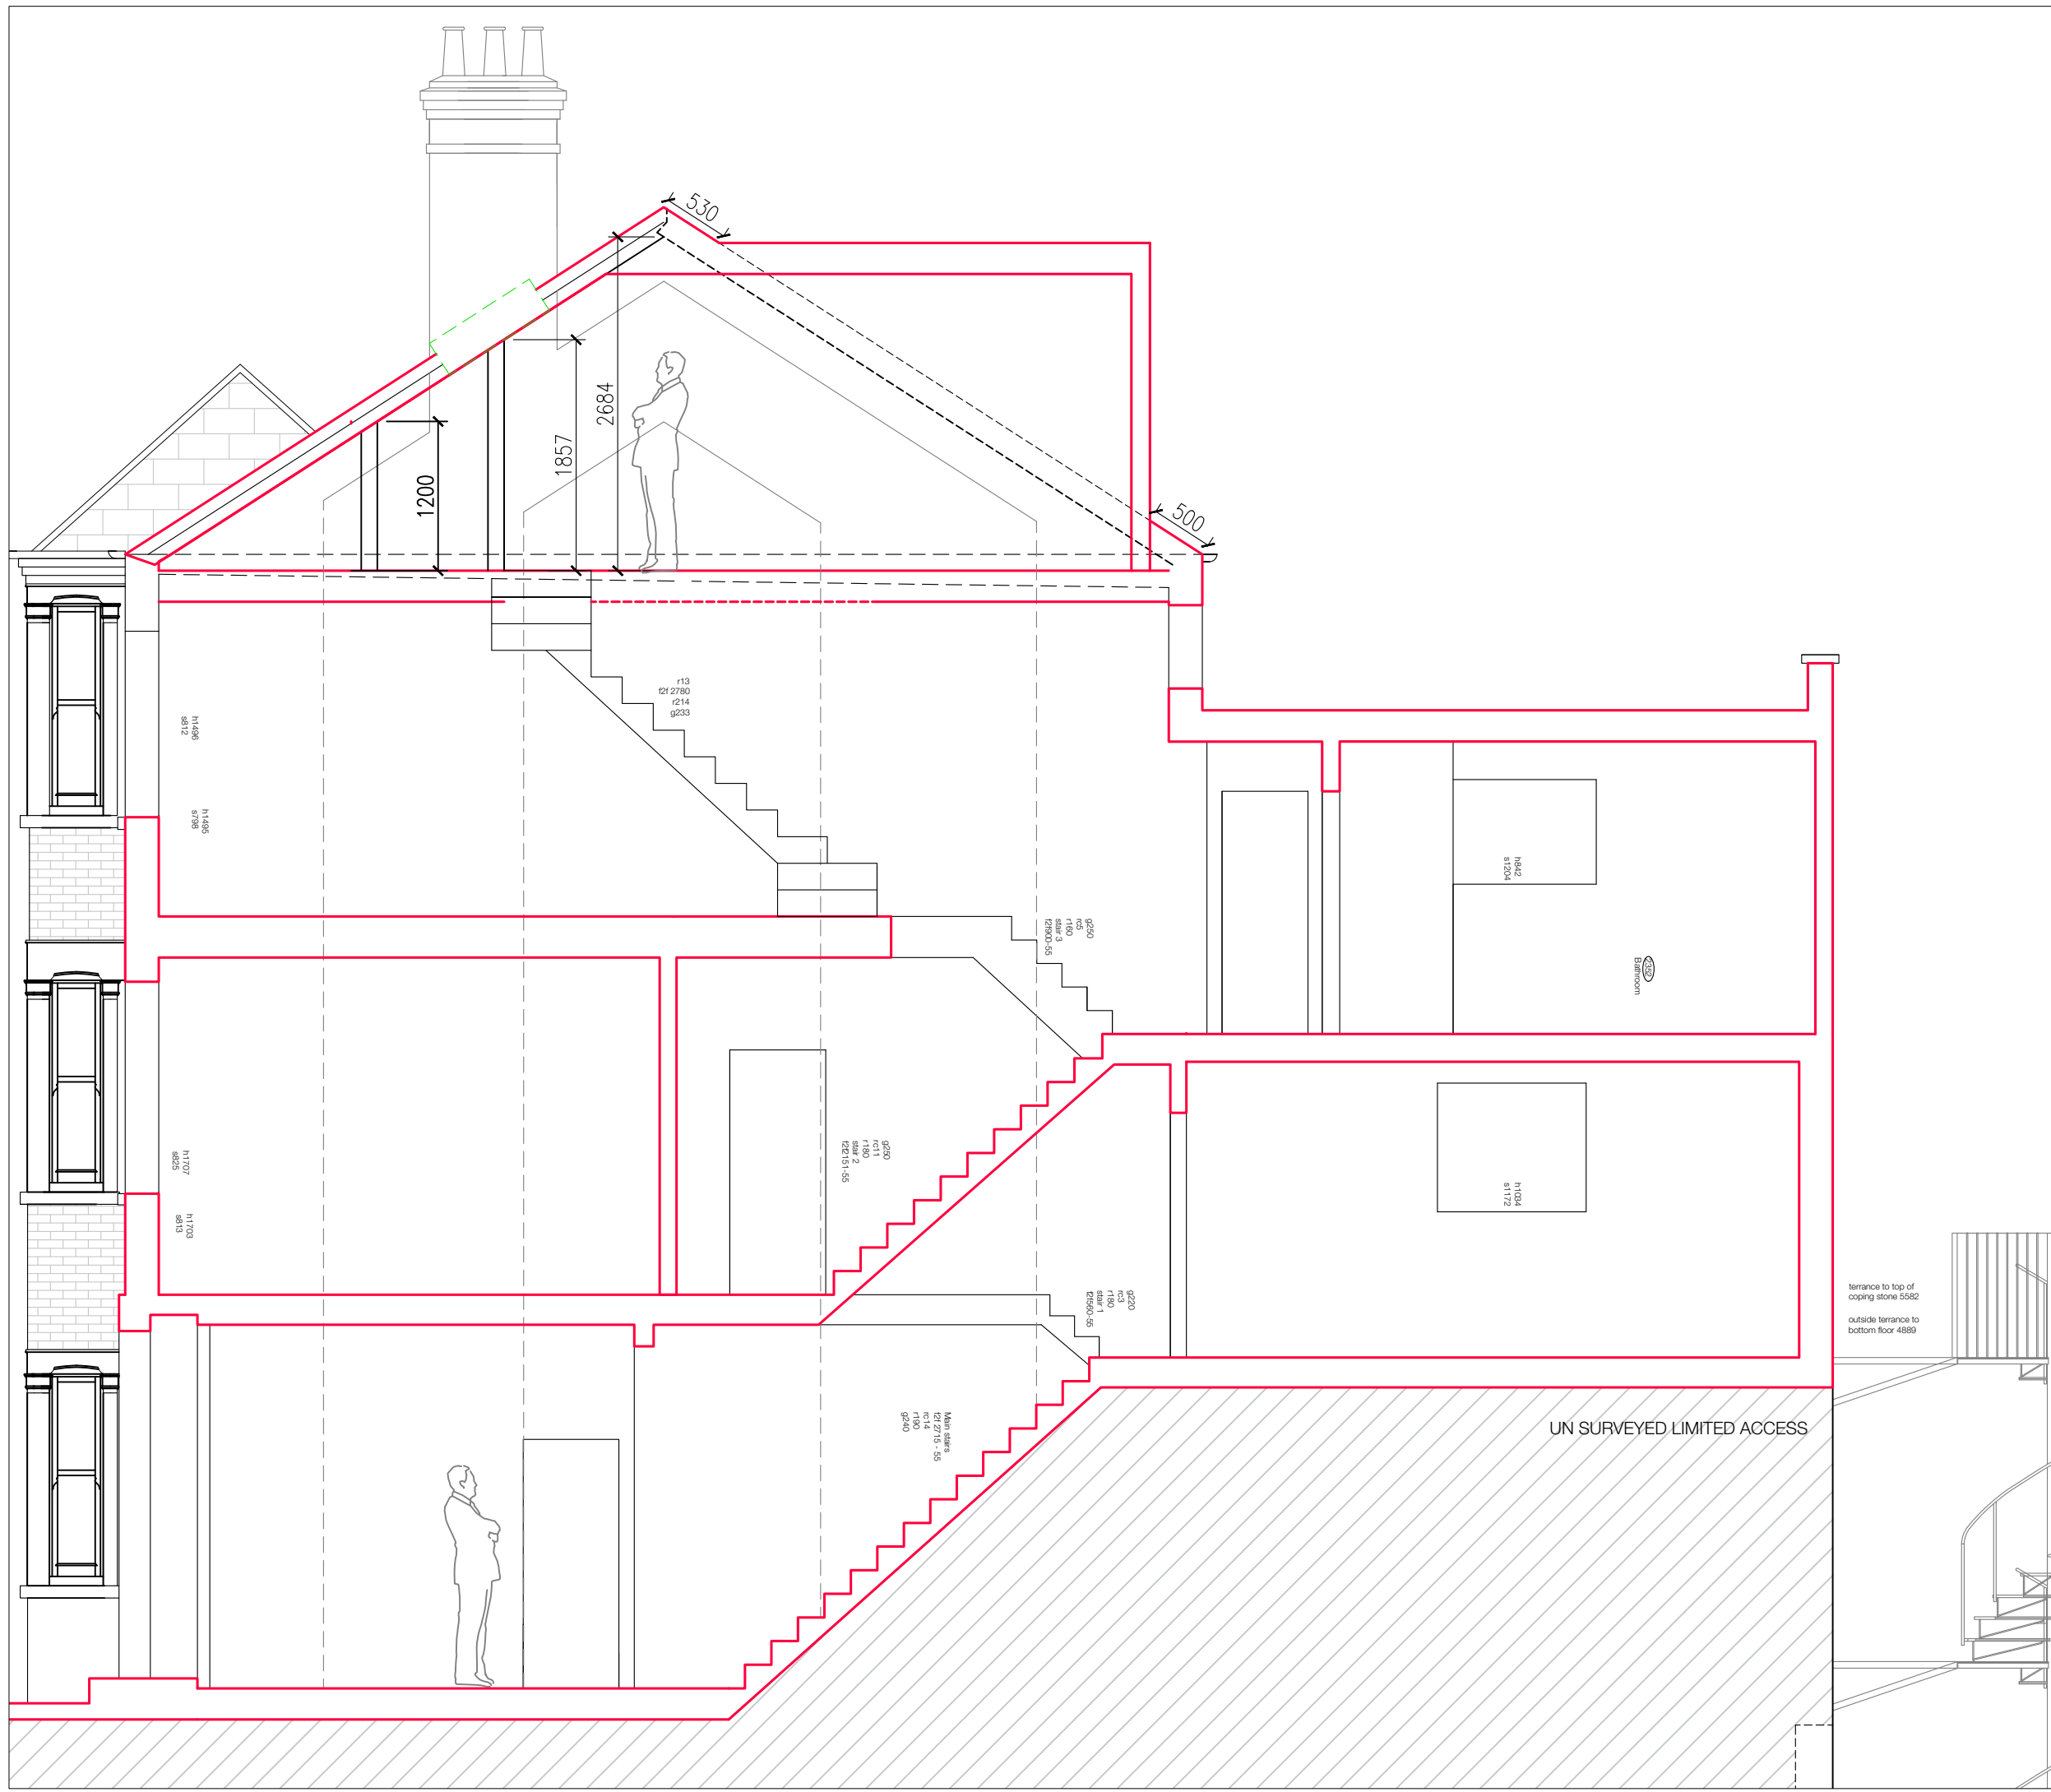 530
2684
1857
1200
500
r13
f2f 2780
r214
g233
h1496
s812
h1495
s798
h842
s1204
g250
rc5
r160
stair 3
f2f900-55
2352
Bathroom
g250
rc11
r180
stair 2
f2f2151-55
h1707
s825
h1034
s1172
h1703
s813
g220
rc3
r180
stair 1
f2f560-55
terrance to top of
coping stone 5582
outside terrance to
bottom floor 4889
Main stairs
f2f 2715 - 55
rc14
r190
g240
UN SURVEYED LIMITED ACCESS